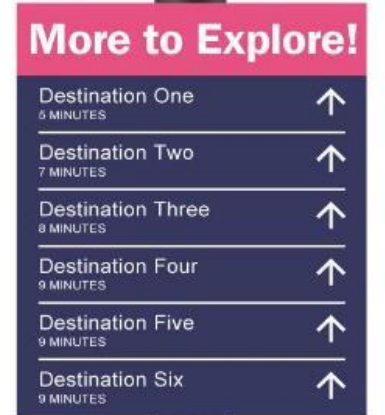 More to Explore!
Destination One
5 MINUTES
Destination Two
7 MINUTES
Destination Three
8 MINUTES
Destination Four
9 MINUTES
Destination Five
9 MINUTES
Destination Six
9 MINUTES